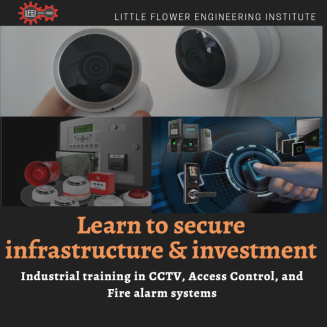 LFEI
LITTLE FLOWER ENGINEERING INSTITUTE
Learn to secure
infrastructure & investment
Industrial training in CCTV, Access Control, and
Fire alarm systems